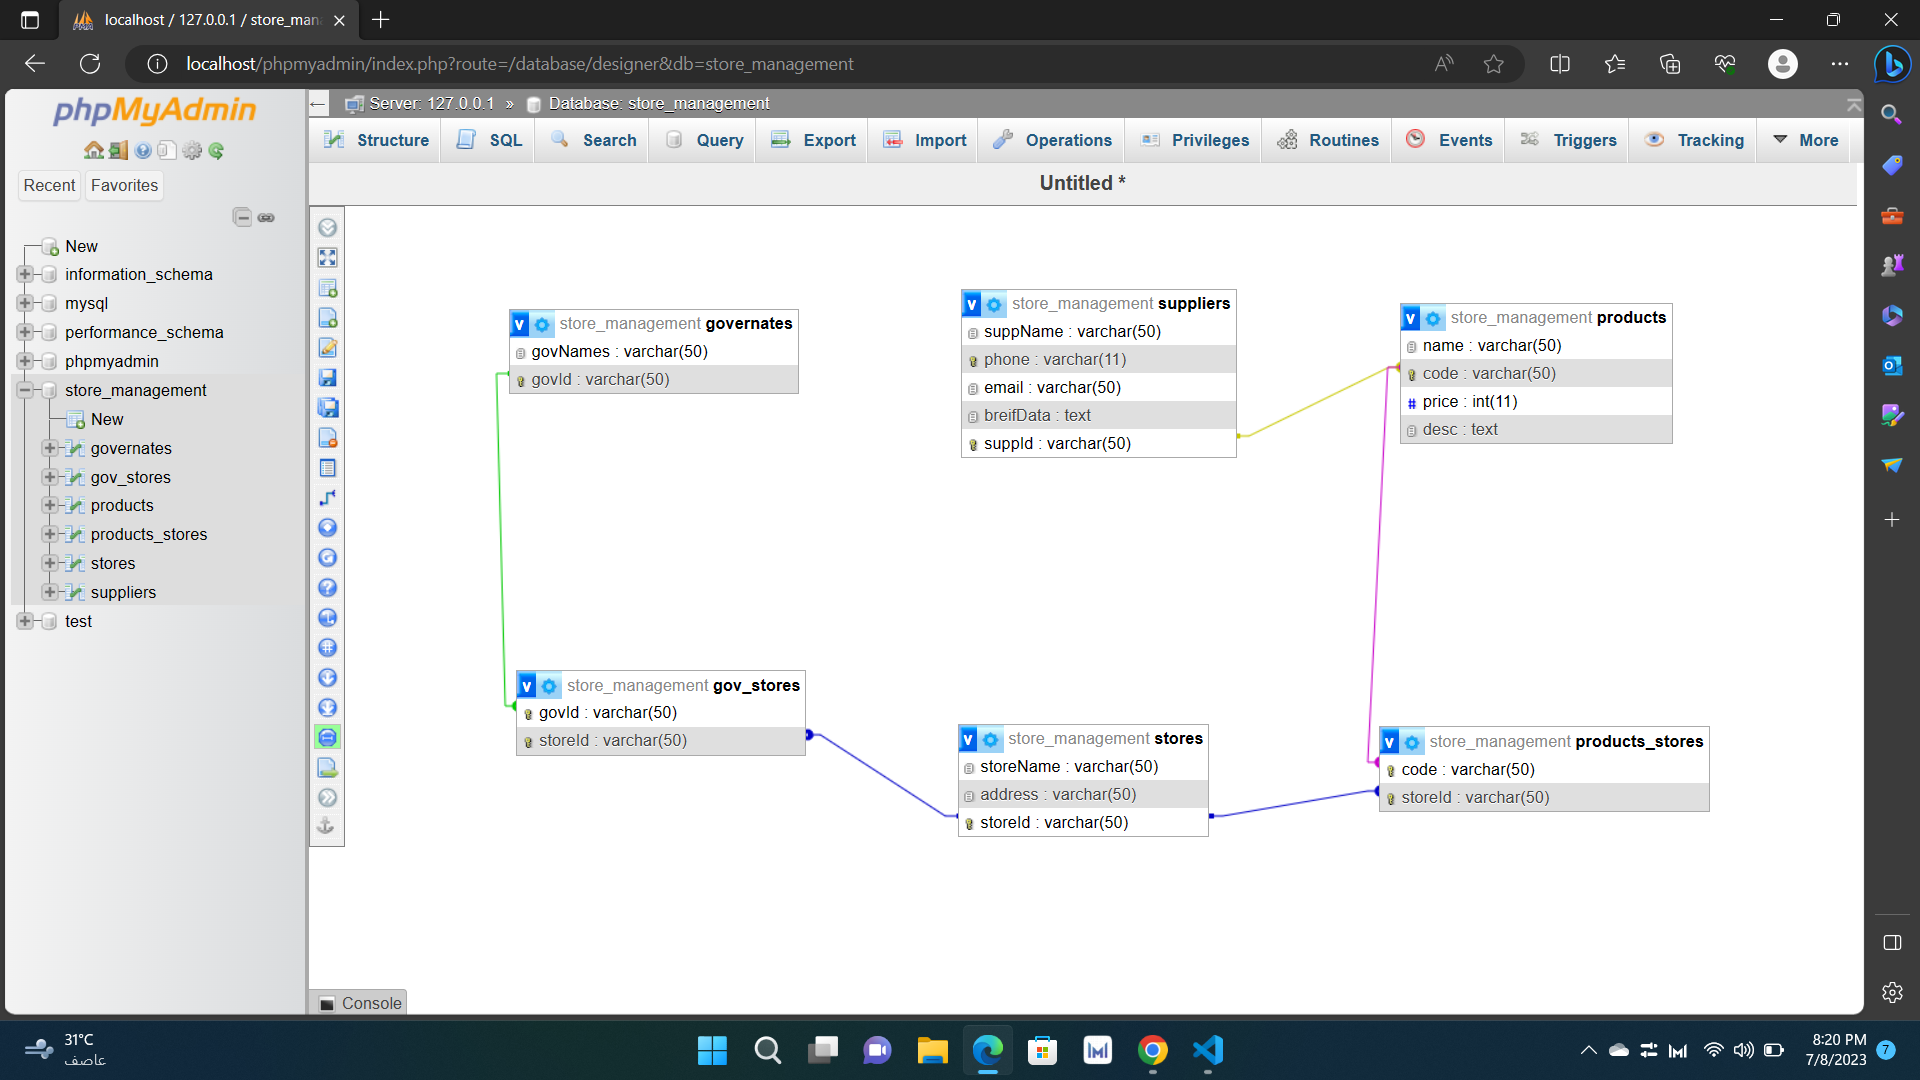 localhost / 127.0.0.1 / store_man
localhost/phpmyadmin/index.php?route=/database/designer&db=store_management
phpMyAdmin
Recent
Favorites
New
information_schema
mysql
performance_schema
phpmyadmin
store_management
New
governates
gov_stores
products
products_stores
stores
suppliers
test
Server: 127.0.0.1 » Database: store_management
Structure
SQL
Search
Query
Export
Import
Operations
Privileges
Routines
Events
Triggers
Tracking
More
Untitled *
v store_management governates
govNames : varchar(50)
govId : varchar(50)
v store_management suppliers
suppName : varchar(50)
phone : varchar(11)
email : varchar(50)
breifData : text
suppId : varchar(50)
v store_management products
name : varchar(50)
code : varchar(50)
# price : int(11)
desc : text
v store_management gov_stores
govId : varchar(50)
storeId : varchar(50)
v store_management stores
storeName : varchar(50)
address : varchar(50)
storeId : varchar(50)
v store_management products_stores
code : varchar(50)
storeId : varchar(50)
Console
31°C
عاصف
8:20 PM
7/8/2023
7